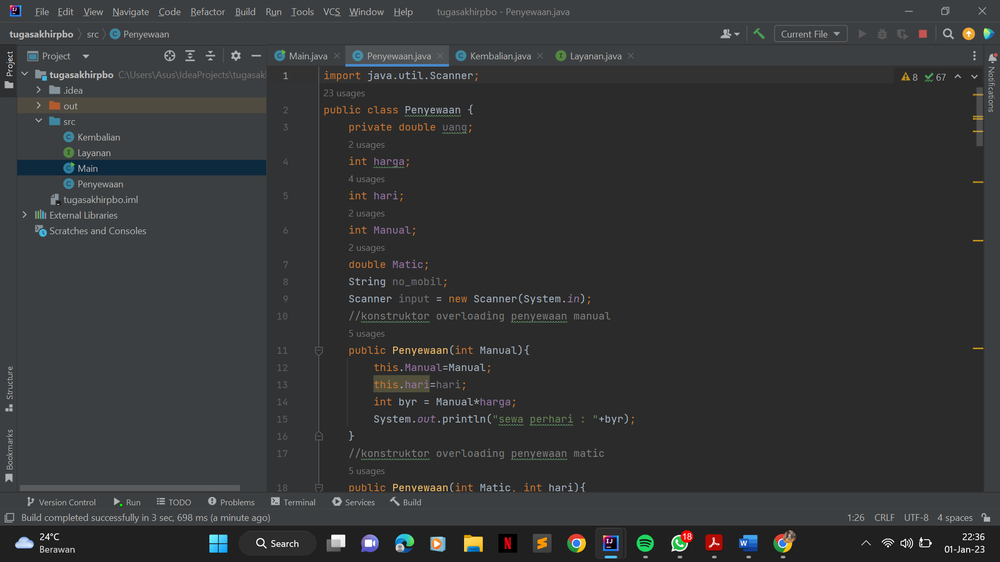 File Edit View Navigate Code Refactor Build Run Tools VCS Window Help tugasakhirpbo - Penyewaan.java
tugasakhirpbo src Penyewaan
Current File
Project
Main.java Penyewaan.java Kembalian.java Layanan.java
Project
Notifications
tugasakhirpbo C:\Users\Asus\IdeaProjects\tugasakl
.idea
out
src
Kembalian
Layanan
Main
Penyewaan
tugasakhirpbo.iml
External Libraries
Scratches and Consoles
Structure
Bookmarks
8 67
1 import java.util.Scanner;
23 usages
2 public class Penyewaan {
3 private double uang;
2 usages
4 int harga;
4 usages
5 int hari;
2 usages
6 int Manual;
2 usages
7 double Matic;
8 String no_mobil;
9 Scanner input = new Scanner(System.in);
10 //konstruktor overloading penyewaan manual
5 usages
11 public Penyewaan(int Manual){
12 this.Manual=Manual;
13 this.hari=hari;
14 int byr = Manual*harga;
15 System.out.println("sewa perhari : "+byr);
16 }
17 //konstruktor overloading penyewaan matic
5 usages
18 public Penyewaan(int Matic, int hari){
Version Control Run TODO Problems Terminal Services Build
Build completed successfully in 3 sec, 698 ms (a minute ago)
1:26 CRLF UTF-8 4 spaces
24°C
Berawan
Search
18
22:36
01-Jan-23